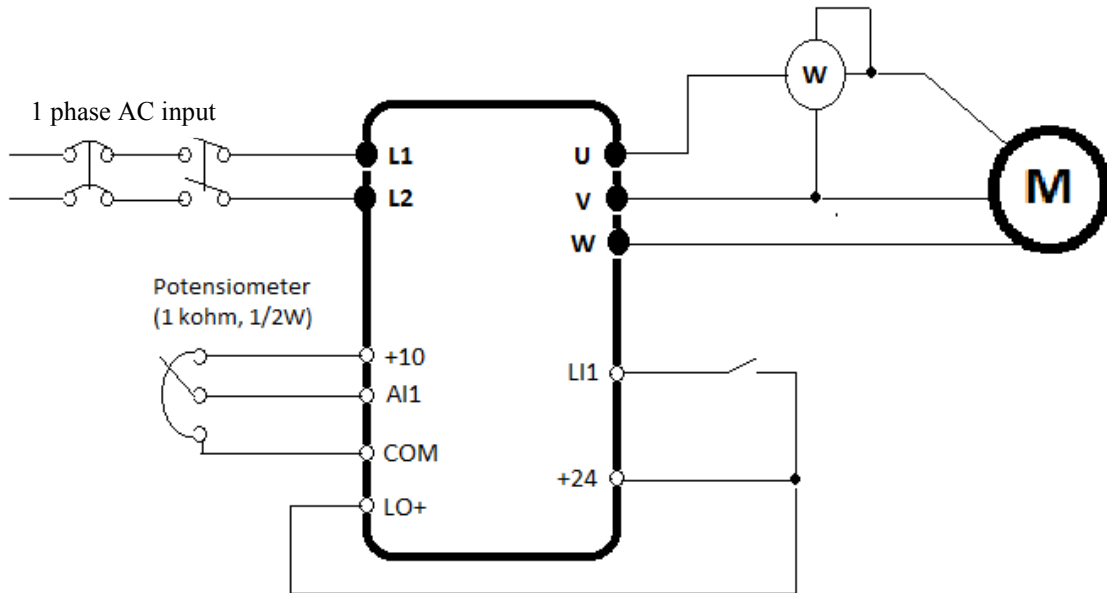 W
1 phase AC input
L1
U
L2
V
M
W
Potensiometer
(1 kohm, 1/2W)
+10
LI1
AI1
COM
+24
LO+